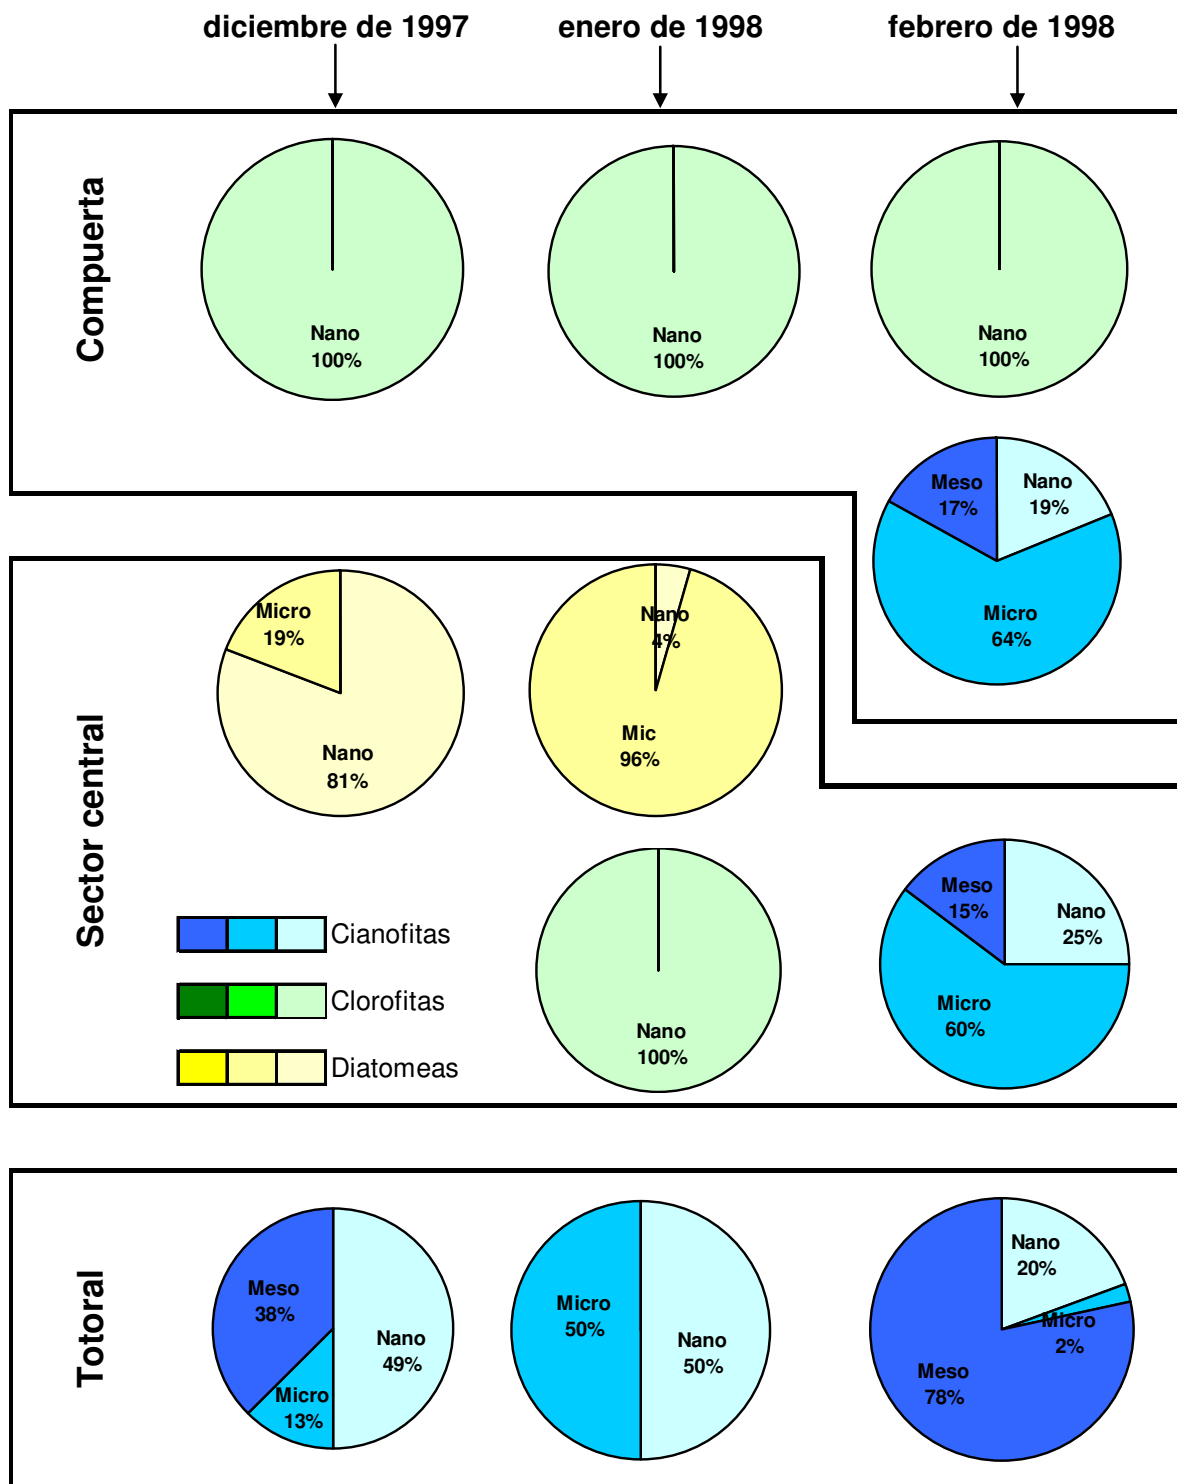 diciembre de 1997
enero de 1998
febrero de 1998
Compuerta
Nano
100%
Nano
100%
Nano
100%
Meso
17%
Nano
19%
Micro
64%
Sector central
Micro
19%
Nano
81%
Nano
4%
Mic
96%
Nano
100%
Meso
15%
Nano
25%
Micro
60%
Cianofitas
Clorofitas
Diatomeas
Totoral
Meso
38%
Nano
49%
Micro
13%
Micro
50%
Nano
50%
Nano
20%
Micro
2%
Meso
78%